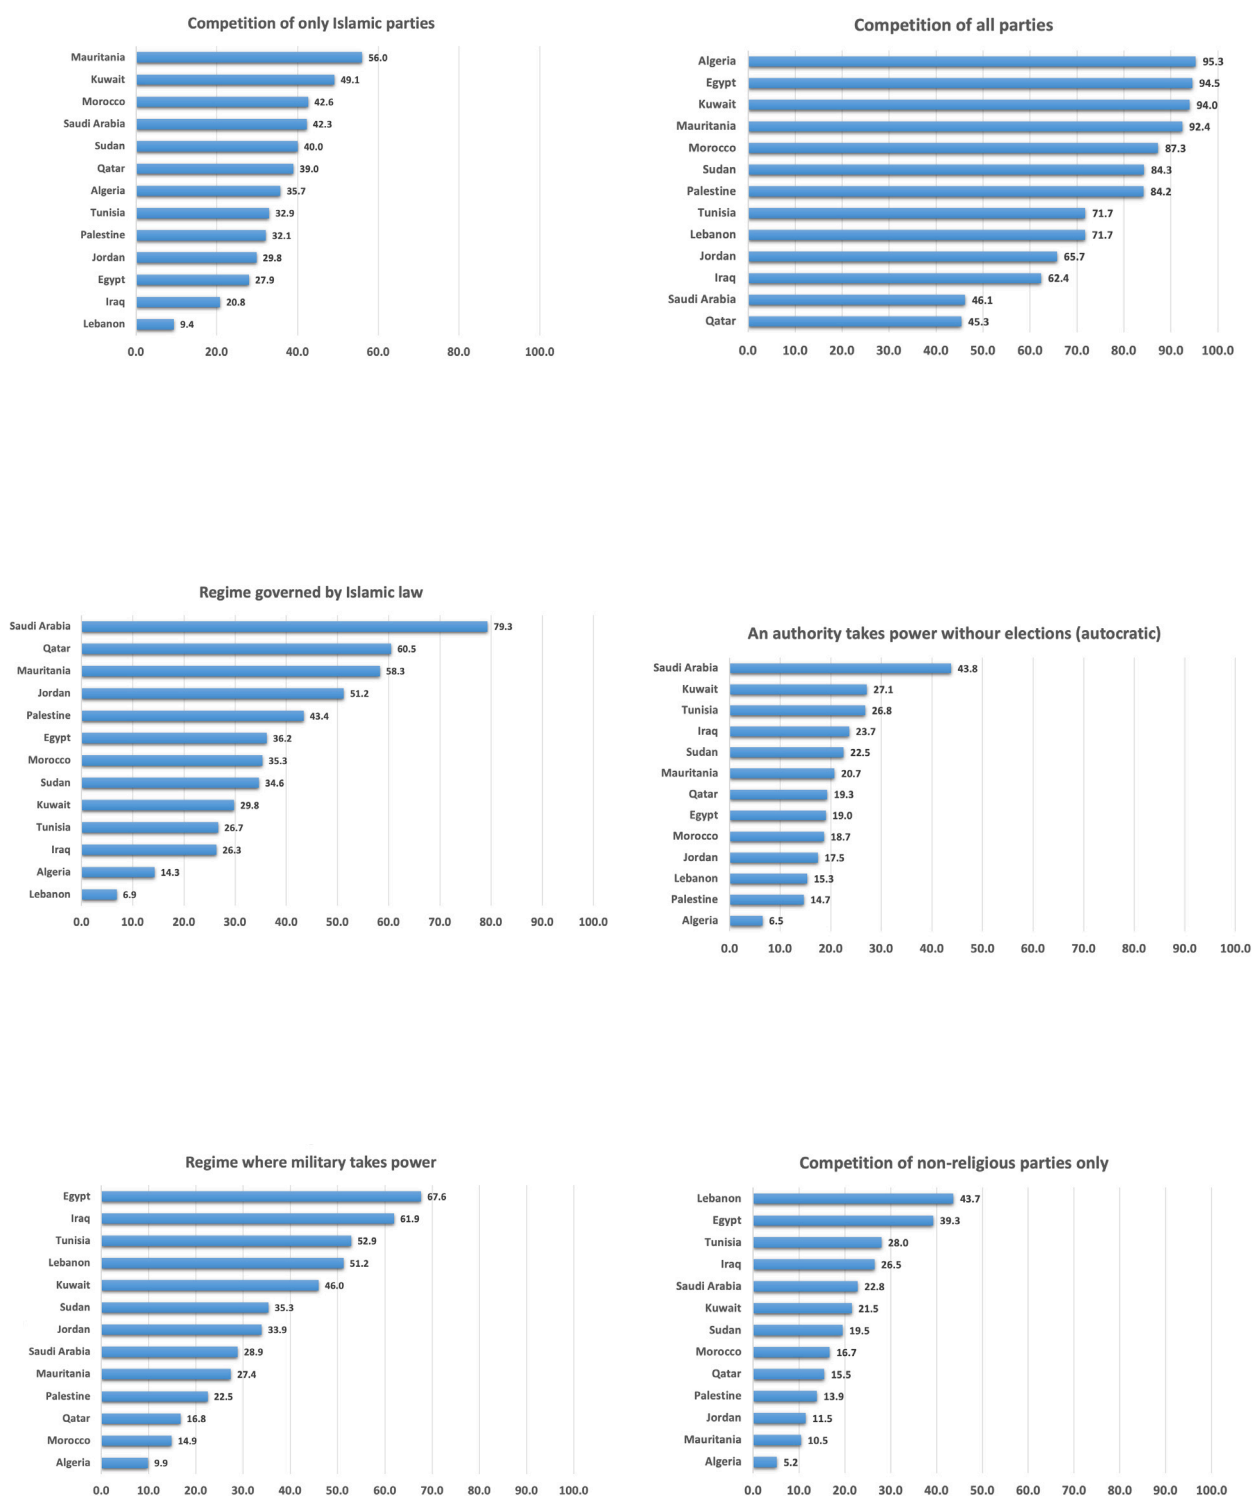 Competition of only Islamic parties
Mauritania 56.0
Kuwait 49.1
Morocco 42.6
Saudi Arabia 42.3
Sudan 40.0
Qatar 39.0
Algeria 35.7
Tunisia 32.9
Palestine 32.1
Jordan 29.8
Egypt 27.9
Iraq 20.8
Lebanon 9.4
0.0 20.0 40.0 60.0 80.0 100.0
Competition of all parties
Algeria 95.3
Egypt 94.5
Kuwait 94.0
Mauritania 92.4
Morocco 87.3
Sudan 84.3
Palestine 84.2
Tunisia 71.7
Lebanon 71.7
Jordan 65.7
Iraq 62.4
Saudi Arabia 46.1
Qatar 45.3
0.0 10.0 20.0 30.0 40.0 50.0 60.0 70.0 80.0 90.0 100.0
Regime governed by Islamic law
Saudi Arabia 79.3
Qatar 60.5
Mauritania 58.3
Jordan 51.2
Palestine 43.4
Egypt 36.2
Morocco 35.3
Sudan 34.6
Kuwait 29.8
Tunisia 26.7
Iraq 26.3
Algeria 14.3
Lebanon 6.9
0.0 10.0 20.0 30.0 40.0 50.0 60.0 70.0 80.0 90.0 100.0
An authority takes power withour elections (autocratic)
Saudi Arabia 43.8
Kuwait 27.1
Tunisia 26.8
Iraq 23.7
Sudan 22.5
Mauritania 20.7
Qatar 19.3
Egypt 19.0
Morocco 18.7
Jordan 17.5
Lebanon 15.3
Palestine 14.7
Algeria 6.5
0.0 10.0 20.0 30.0 40.0 50.0 60.0 70.0 80.0 90.0 100.0
Regime where military takes power
Egypt 67.6
Iraq 61.9
Tunisia 52.9
Lebanon 51.2
Kuwait 46.0
Sudan 35.3
Jordan 33.9
Saudi Arabia 28.9
Mauritania 27.4
Palestine 22.5
Qatar 16.8
Morocco 14.9
Algeria 9.9
0.0 10.0 20.0 30.0 40.0 50.0 60.0 70.0 80.0 90.0 100.0
Competition of non-religious parties only
Lebanon 43.7
Egypt 39.3
Tunisia 28.0
Iraq 26.5
Saudi Arabia 22.8
Kuwait 21.5
Sudan 19.5
Morocco 16.7
Qatar 15.5
Palestine 13.9
Jordan 11.5
Mauritania 10.5
Algeria 5.2
0.0 10.0 20.0 30.0 40.0 50.0 60.0 70.0 80.0 90.0 100.0